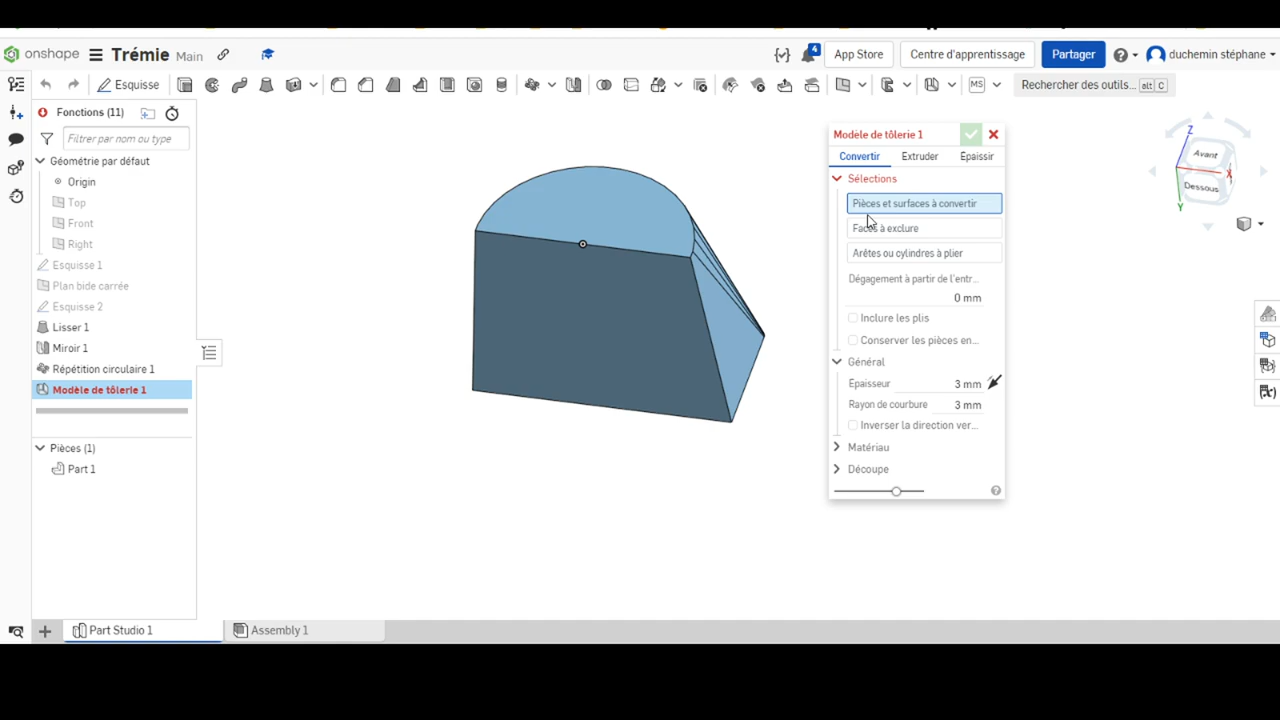 onshape Trémie Main 4 App Store Centre d'apprentissage Partager duchemin stéphane
Esquisse MS Rechercher des outils... alt C
Fonctions (11)
Filtrer par nom ou type
Géométrie par défaut
Origin
Top
Front
Right
Esquisse 1
Plan bide carrée
Esquisse 2
Lisser 1
Miroir 1
Répétition circulaire 1
Modèle de tôlerie 1
Pièces (1)
Part 1
Modèle de tôlerie 1
Convertir Extruder Épaissir
Sélections
Pièces et surfaces à convertir
Faces à exclure
Arêtes ou cylindres à plier
Dégagement à partir de l'entr...
0 mm
Inclure les plis
Conserver les pièces en...
Général
Epaisseur 3 mm
Rayon de courbure 3 mm
Inverser la direction ver...
Matériau
Découpe
Z
Avant
X
Dessous
Y
Part Studio 1 Assembly 1